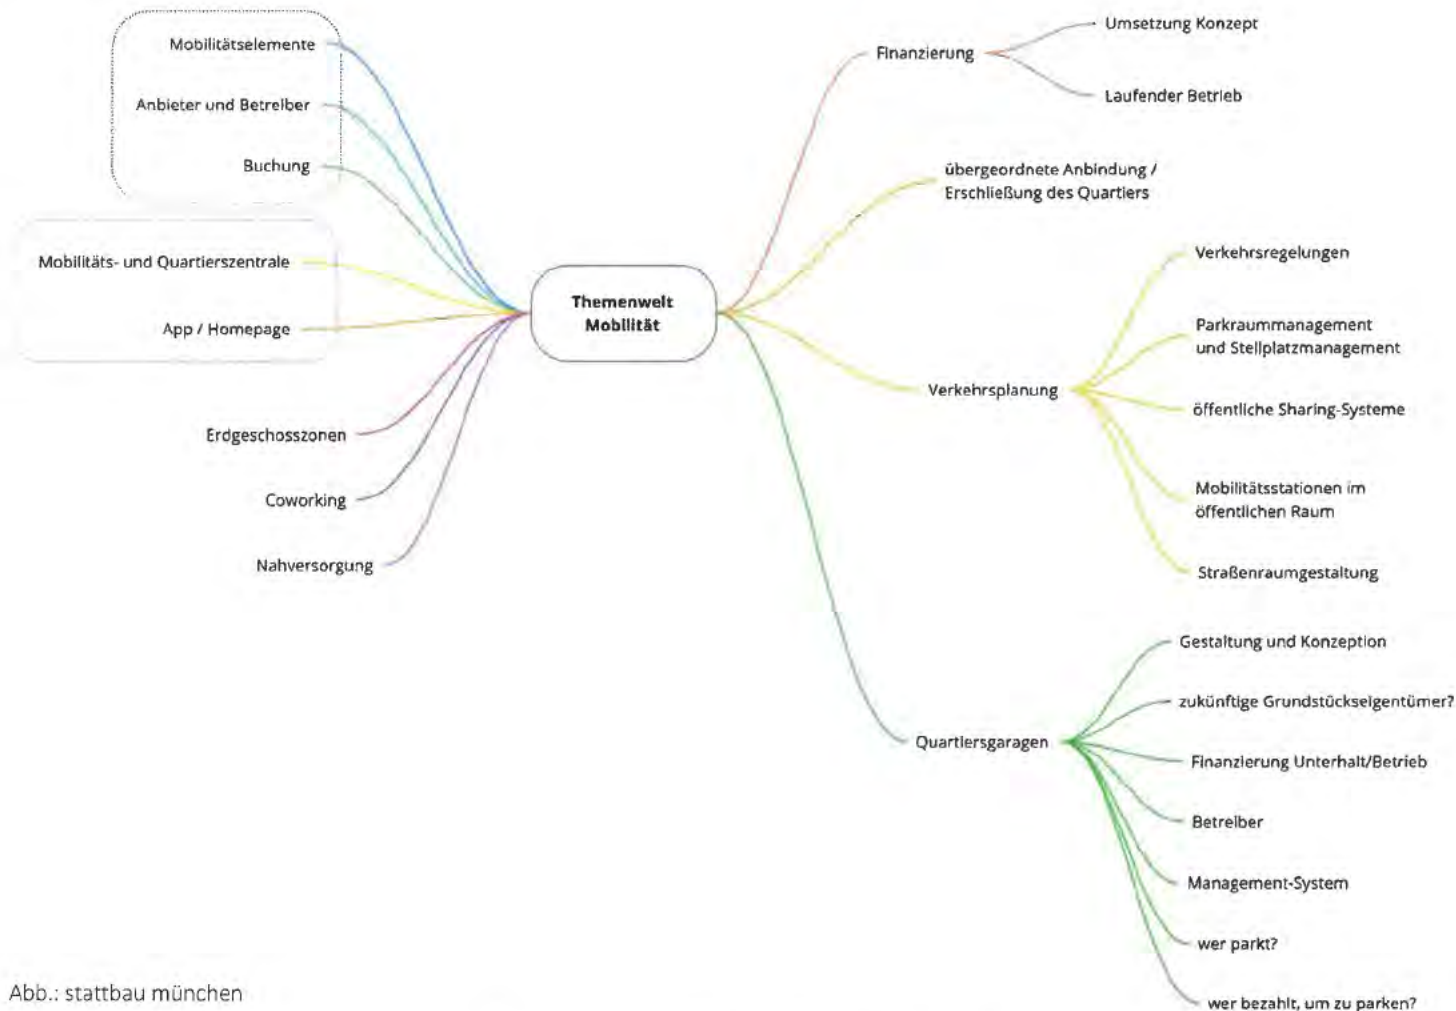 Mobilitätselemente
Anbieter und Betreiber
Buchung
Mobilitäts- und Quartierszentrale
App / Homepage
Erdgeschosszonen
Coworking
Nahversorgung
Themenwelt
Mobilität
Finanzierung
Umsetzung Konzept
Laufender Betrieb
übergeordnete Anbindung /
Erschließung des Quartiers
Verkehrsplanung
Verkehrsregelungen
Parkraummanagement
und Stellplatzmanagement
öffentliche Sharing-Systeme
Mobilitätsstationen im
öffentlichen Raum
Straßenraumgestaltung
Quartiersgaragen
Gestaltung und Konzeption
zukünftige Grundstückseigentümer?
Finanzierung Unterhalt/Betrieb
Betreiber
Management-System
wer parkt?
wer bezahlt, um zu parken?
Abb.: stattbau münchen